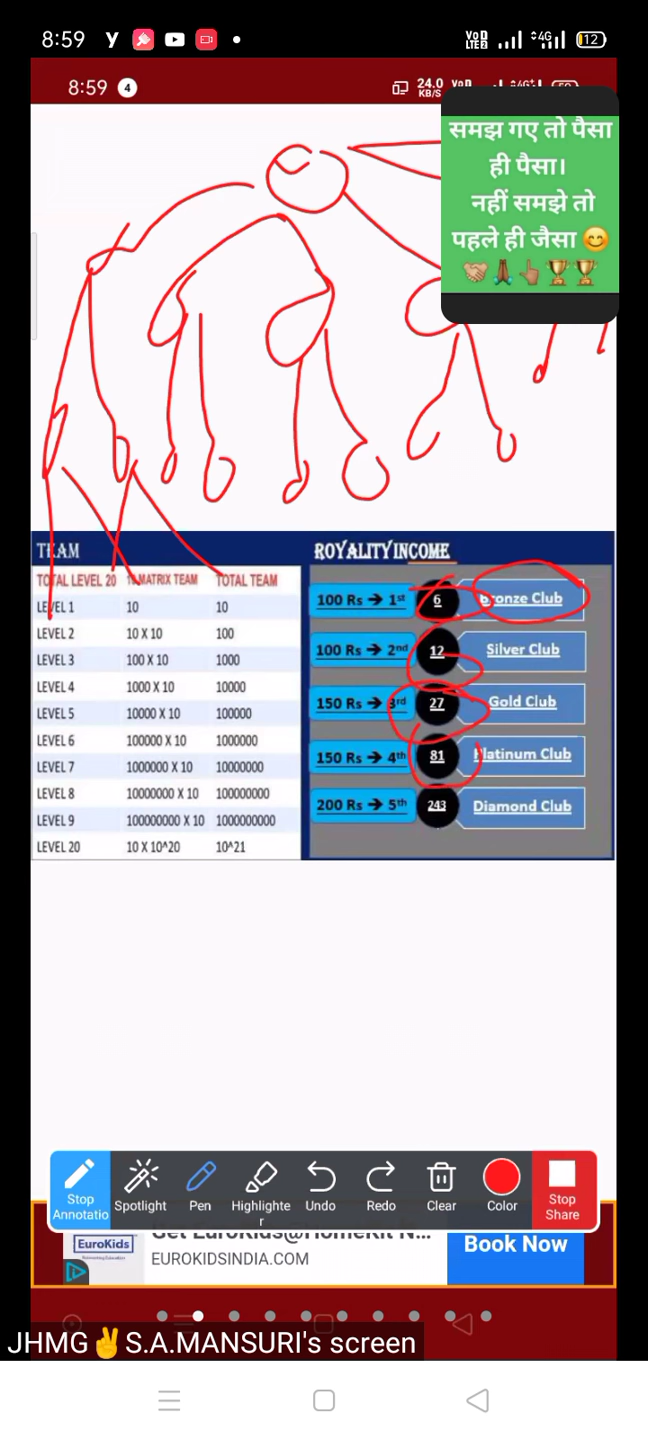 8:59
VoD LTE2 4G 12
8:59 4
24.0 KB/S
समझ गए तो पैसा
ही पैसा।
नहीं समझे तो
पहले ही जैसा 😊
🤝🏼🙏🏾👆🏽🏆🏆
TEAM
TOTAL LEVEL 20 MATRIX TEAM TOTAL TEAM
LEVEL 1 10 10
LEVEL 2 10 X 10 100
LEVEL 3 100 X 10 1000
LEVEL 4 1000 X 10 10000
LEVEL 5 10000 X 10 100000
LEVEL 6 100000 X 10 1000000
LEVEL 7 1000000 X 10 10000000
LEVEL 8 10000000 X 10 100000000
LEVEL 9 100000000 X 10 1000000000
LEVEL 20 10 X 10^20 10^21
ROYALITY INCOME
100 Rs → 1st 6 Bronze Club
100 Rs → 2nd 12 Silver Club
150 Rs → 3rd 27 Gold Club
150 Rs → 4th 81 Platinum Club
200 Rs → 5th 243 Diamond Club
Stop Annotatio
Spotlight
Pen
Highlighter
Undo
Redo
Clear
Color
Stop Share
EuroKids
EUROKIDSINDIA.COM
Book Now
JHMG✌S.A.MANSURI's screen